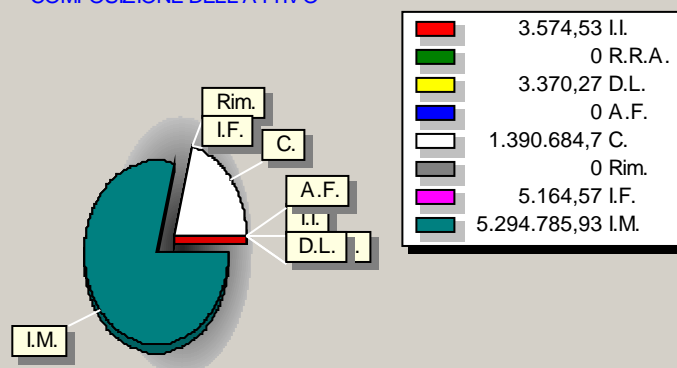 COMPOSIZIONE DELL'ATTIVO
3.574,53 I.I.
0 R.R.A.
3.370,27 D.L.
0 A.F.
1.390.684,7 C.
0 Rim.
5.164,57 I.F.
5.294.785,93 I.M.
Rim.
I.F.
C.
A.F.
I.I.
D.L.
.
I.M.